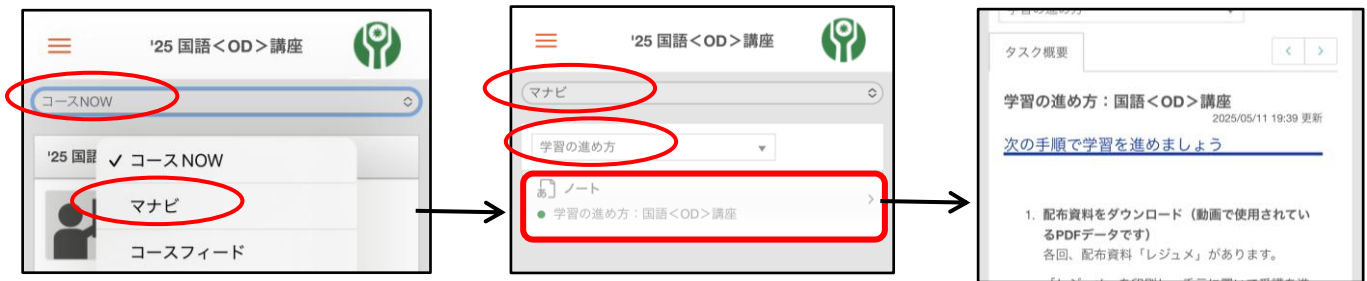 '25 国語＜OD＞講座
コースNOW
'25 国語
✓ コースNOW
マナビ
コースフィード
'25 国語＜OD＞講座
マナビ
学習の進め方
あ ノート
● 学習の進め方：国語<OD>講座
学習の進め方
タスク概要
学習の進め方：国語<OD>講座
2025/05/11 19:39 更新
次の手順で学習を進めましょう
1. 配布資料をダウンロード（動画で使用されてい
るPDFデータです）
各回、配布資料「レジュメ」があります。